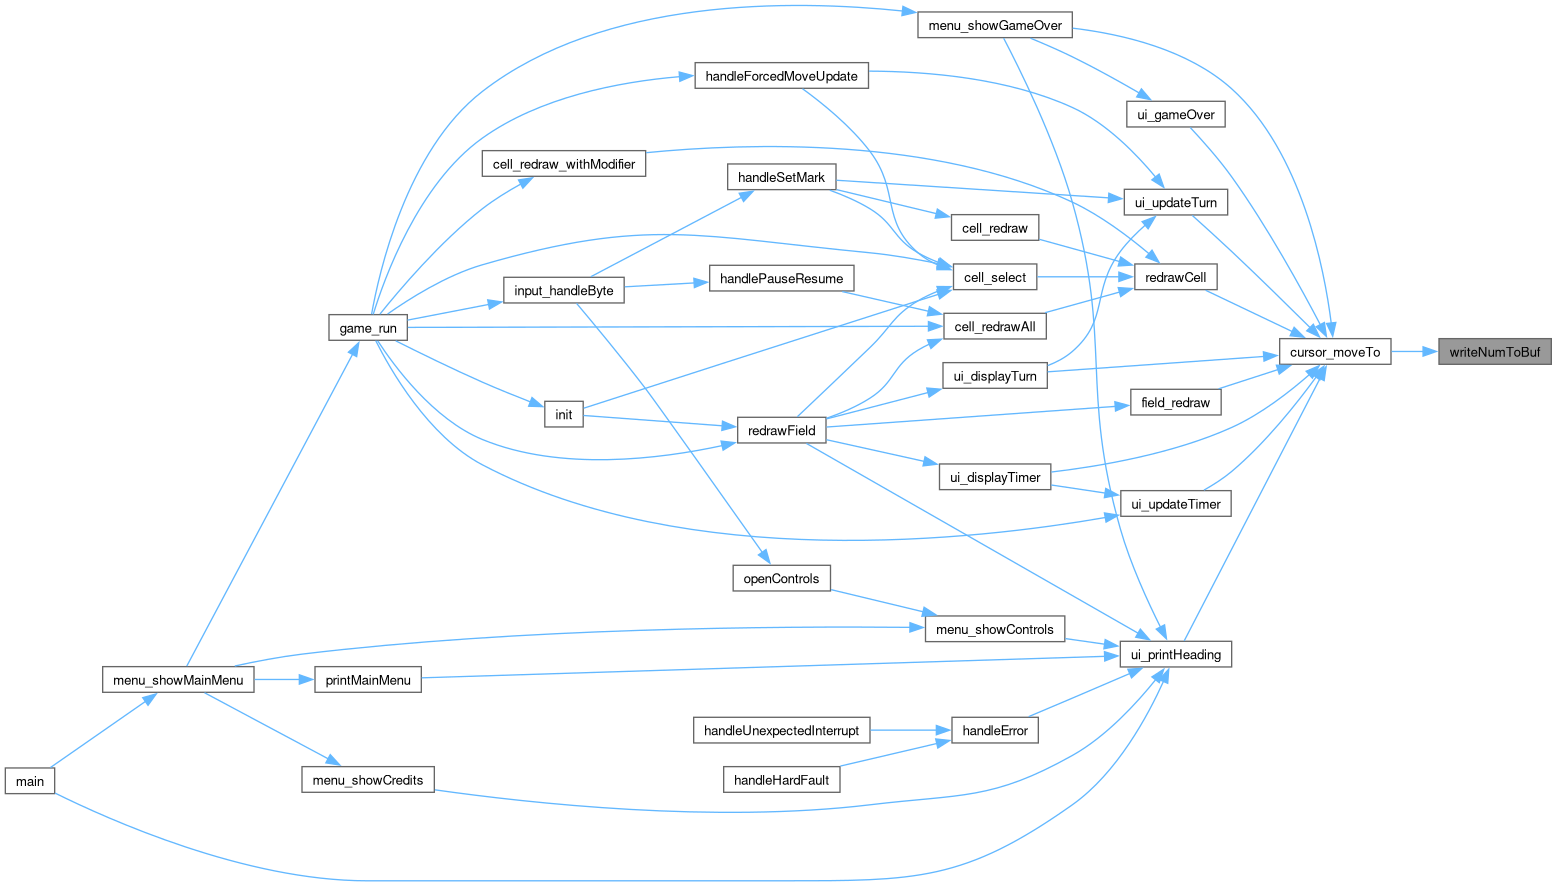 menu_showGameOver
handleForcedMoveUpdate
ui_gameOver
cell_redraw_withModifier
handleSetMark
ui_updateTurn
cell_redraw
handlePauseResume
cell_select
redrawCell
input_handleByte
game_run
cell_redrawAll
cursor_moveTo
writeNumToBuf
ui_displayTurn
field_redraw
init
redrawField
ui_displayTimer
ui_updateTimer
openControls
menu_showControls
ui_printHeading
menu_showMainMenu
printMainMenu
handleUnexpectedInterrupt
handleError
main
menu_showCredits
handleHardFault